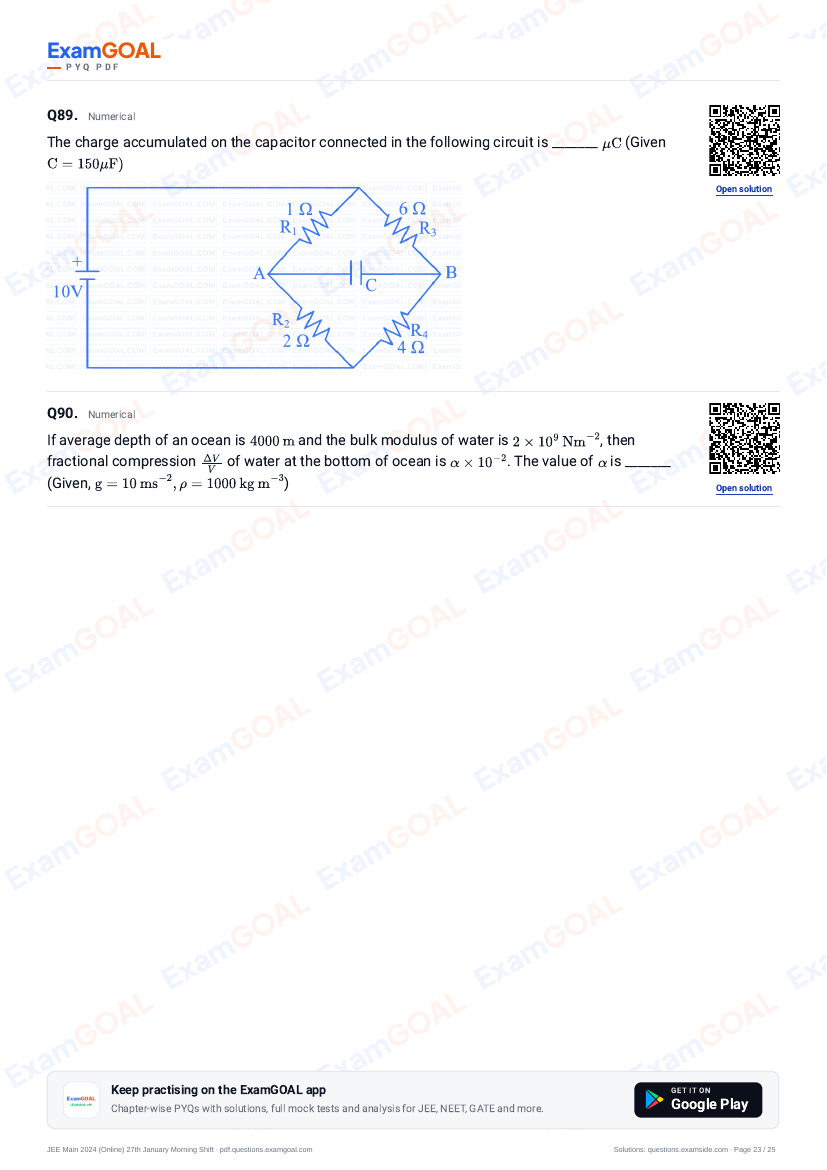 ExamGOAL
PYQ PDF
Q89. Numerical
The charge accumulated on the capacitor connected in the following circuit is ______ μC (Given
C = 150μF)
Open solution
1 Ω
6 Ω
R₁
R₃
+
A
B
C
10V
R₂
R₄
2 Ω
4 Ω
Q90. Numerical
If average depth of an ocean is 4000 m and the bulk modulus of water is 2 × 10⁹ Nm⁻², then
fractional compression ΔV/V of water at the bottom of ocean is α × 10⁻². The value of α is ______
(Given, g = 10 ms⁻², ρ = 1000 kg m⁻³)
Open solution
Keep practising on the ExamGOAL app
Chapter-wise PYQs with solutions, full mock tests and analysis for JEE, NEET, GATE and more.
GET IT ON
Google Play
JEE Main 2024 (Online) 27th January Morning Shift · pdf.questions.examgoal.com
Solutions: questions.examside.com · Page 23 / 25